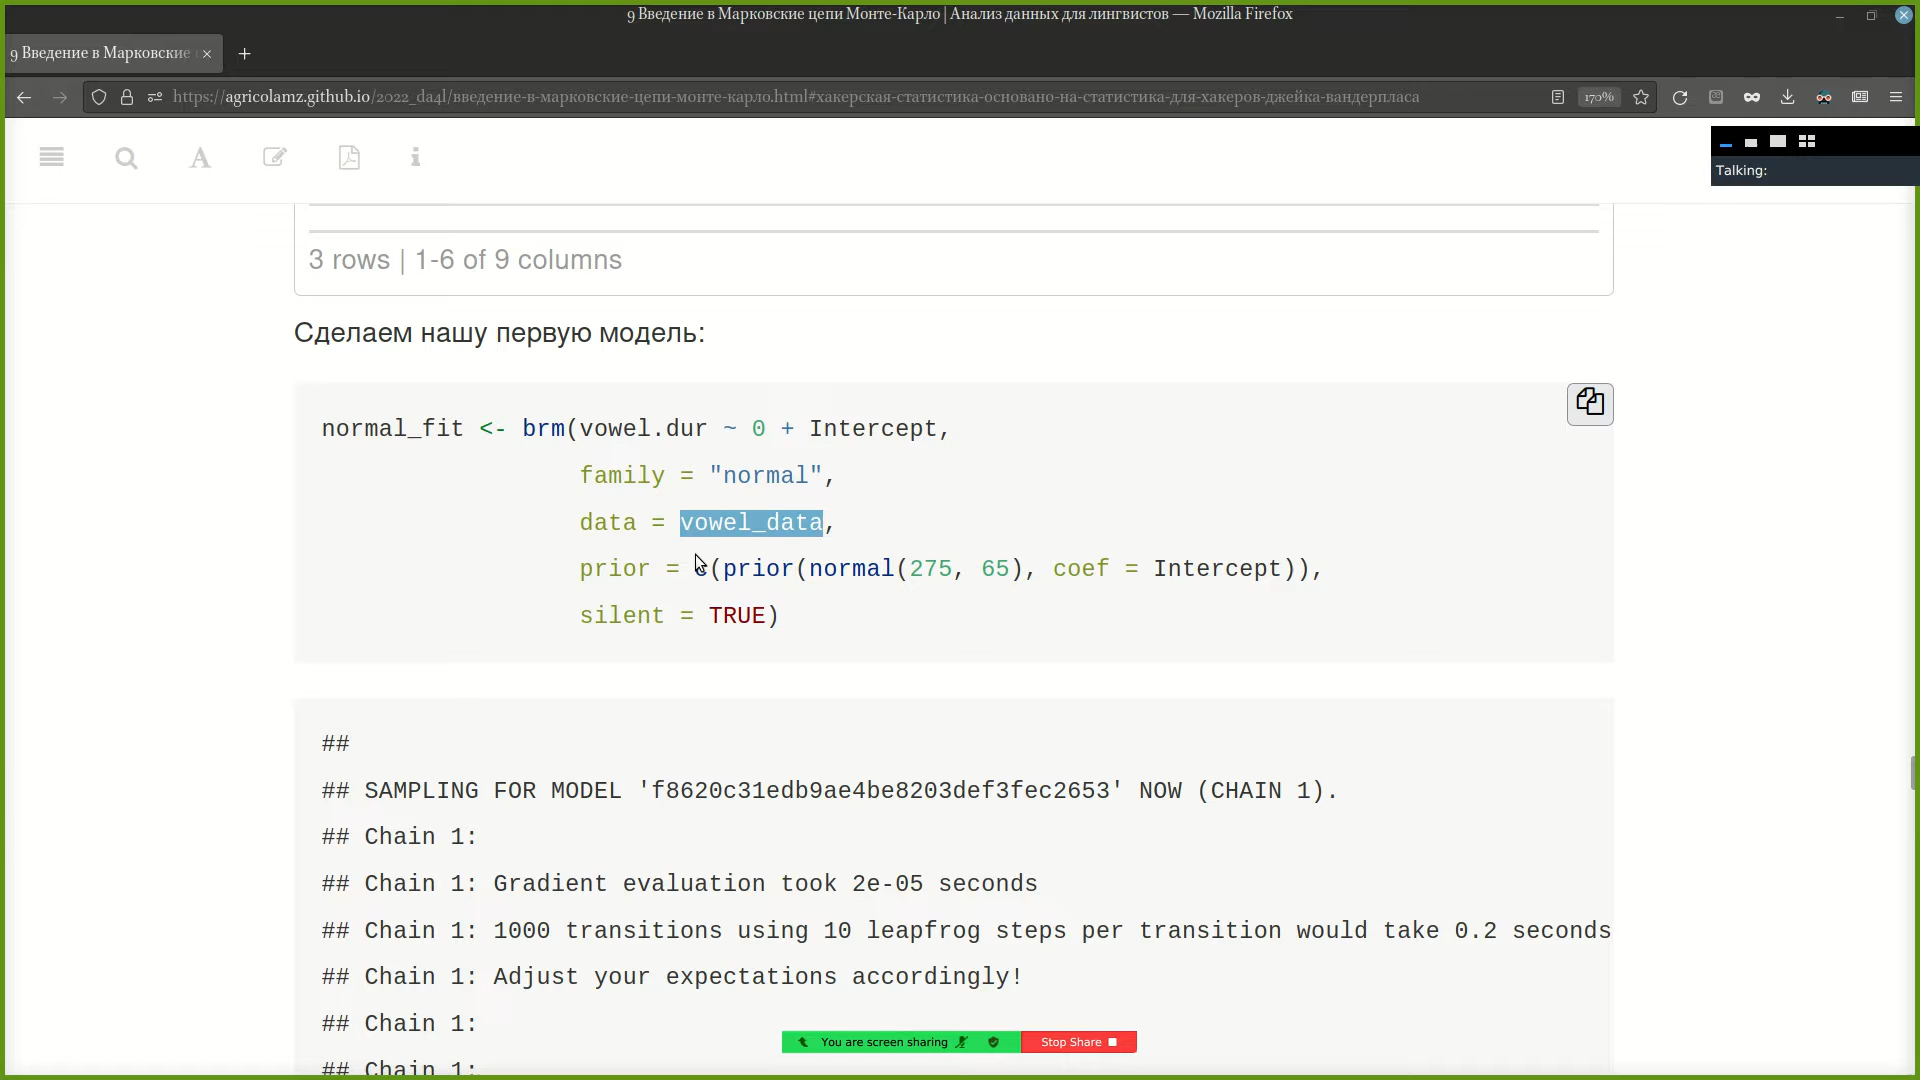 9 Введение в Марковские цепи Монте-Карло | Анализ данных для лингвистов — Mozilla Firefox
9 Введение в Марковские
https://agricolamz.github.io/2022_da4l/введение-в-марковские-цепи-монте-карло.html#хакерская-статистика-основано-на-статистика-для-хакеров-джейка-вандерпласа
170%
Talking:
3 rows | 1-6 of 9 columns
Сделаем нашу первую модель:
normal_fit <- brm(vowel.dur ~ 0 + Intercept,
family = "normal",
data = vowel_data,
prior = c(prior(normal(275, 65), coef = Intercept)),
silent = TRUE)
##
## SAMPLING FOR MODEL 'f8620c31edb9ae4be8203def3fec2653' NOW (CHAIN 1).
## Chain 1:
## Chain 1: Gradient evaluation took 2e-05 seconds
## Chain 1: 1000 transitions using 10 leapfrog steps per transition would take 0.2 seconds
## Chain 1: Adjust your expectations accordingly!
## Chain 1:
## Chain 1:
You are screen sharing
Stop Share